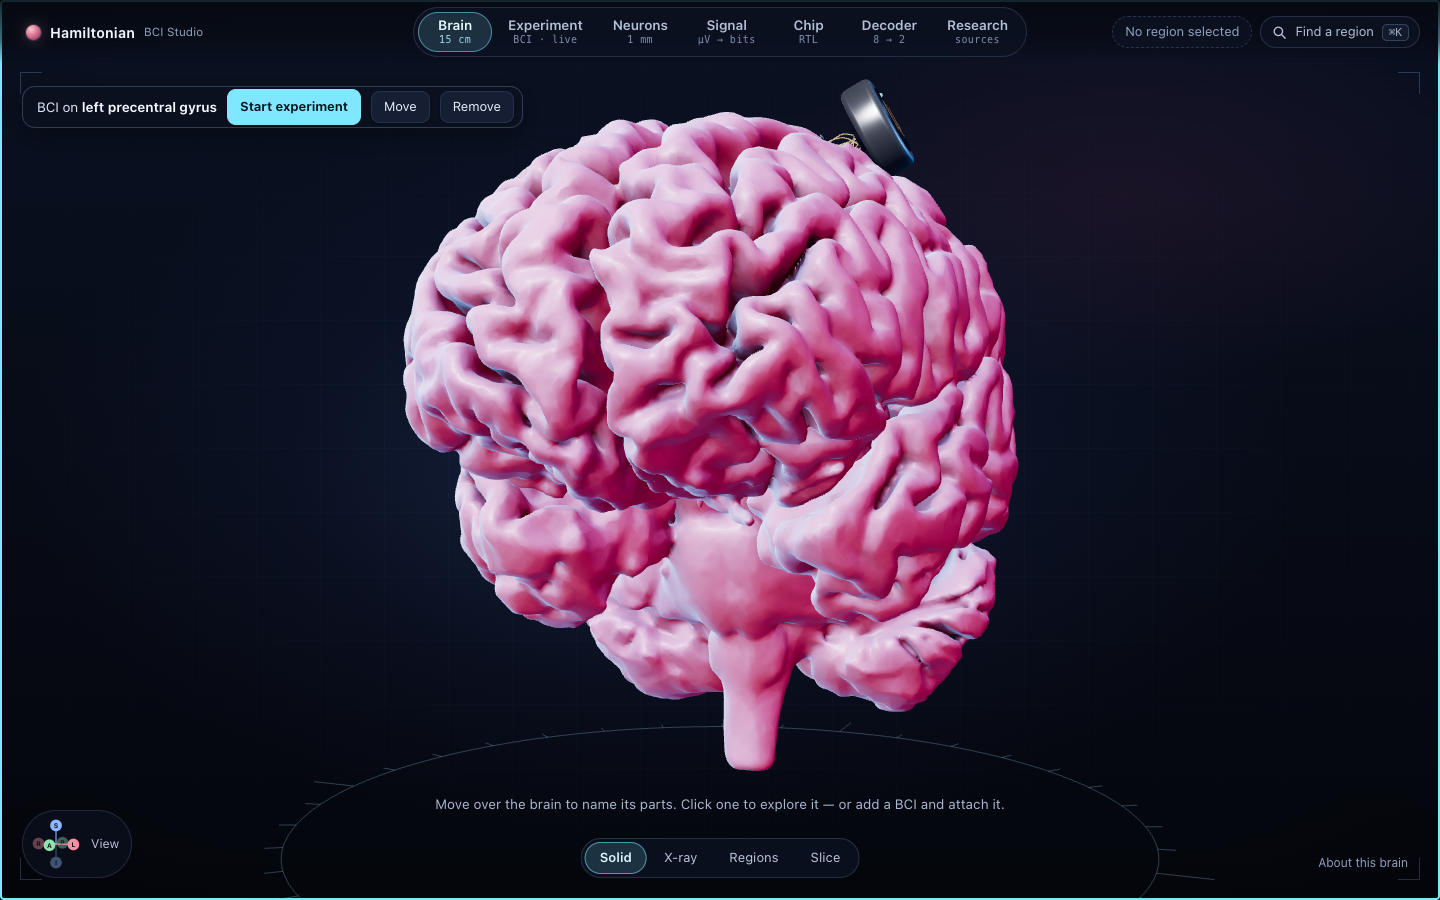 Hamiltonian BCI Studio
Brain
15 cm
Experiment
BCI · live
Neurons
1 mm
Signal
μV → bits
Chip
RTL
Decoder
8 → 2
Research
sources
No region selected
Find a region ⌘K
BCI on left precentral gyrus Start experiment Move Remove
Move over the brain to name its parts. Click one to explore it — or add a BCI and attach it.
S
R A L
I
View
Solid X-ray Regions Slice
About this brain